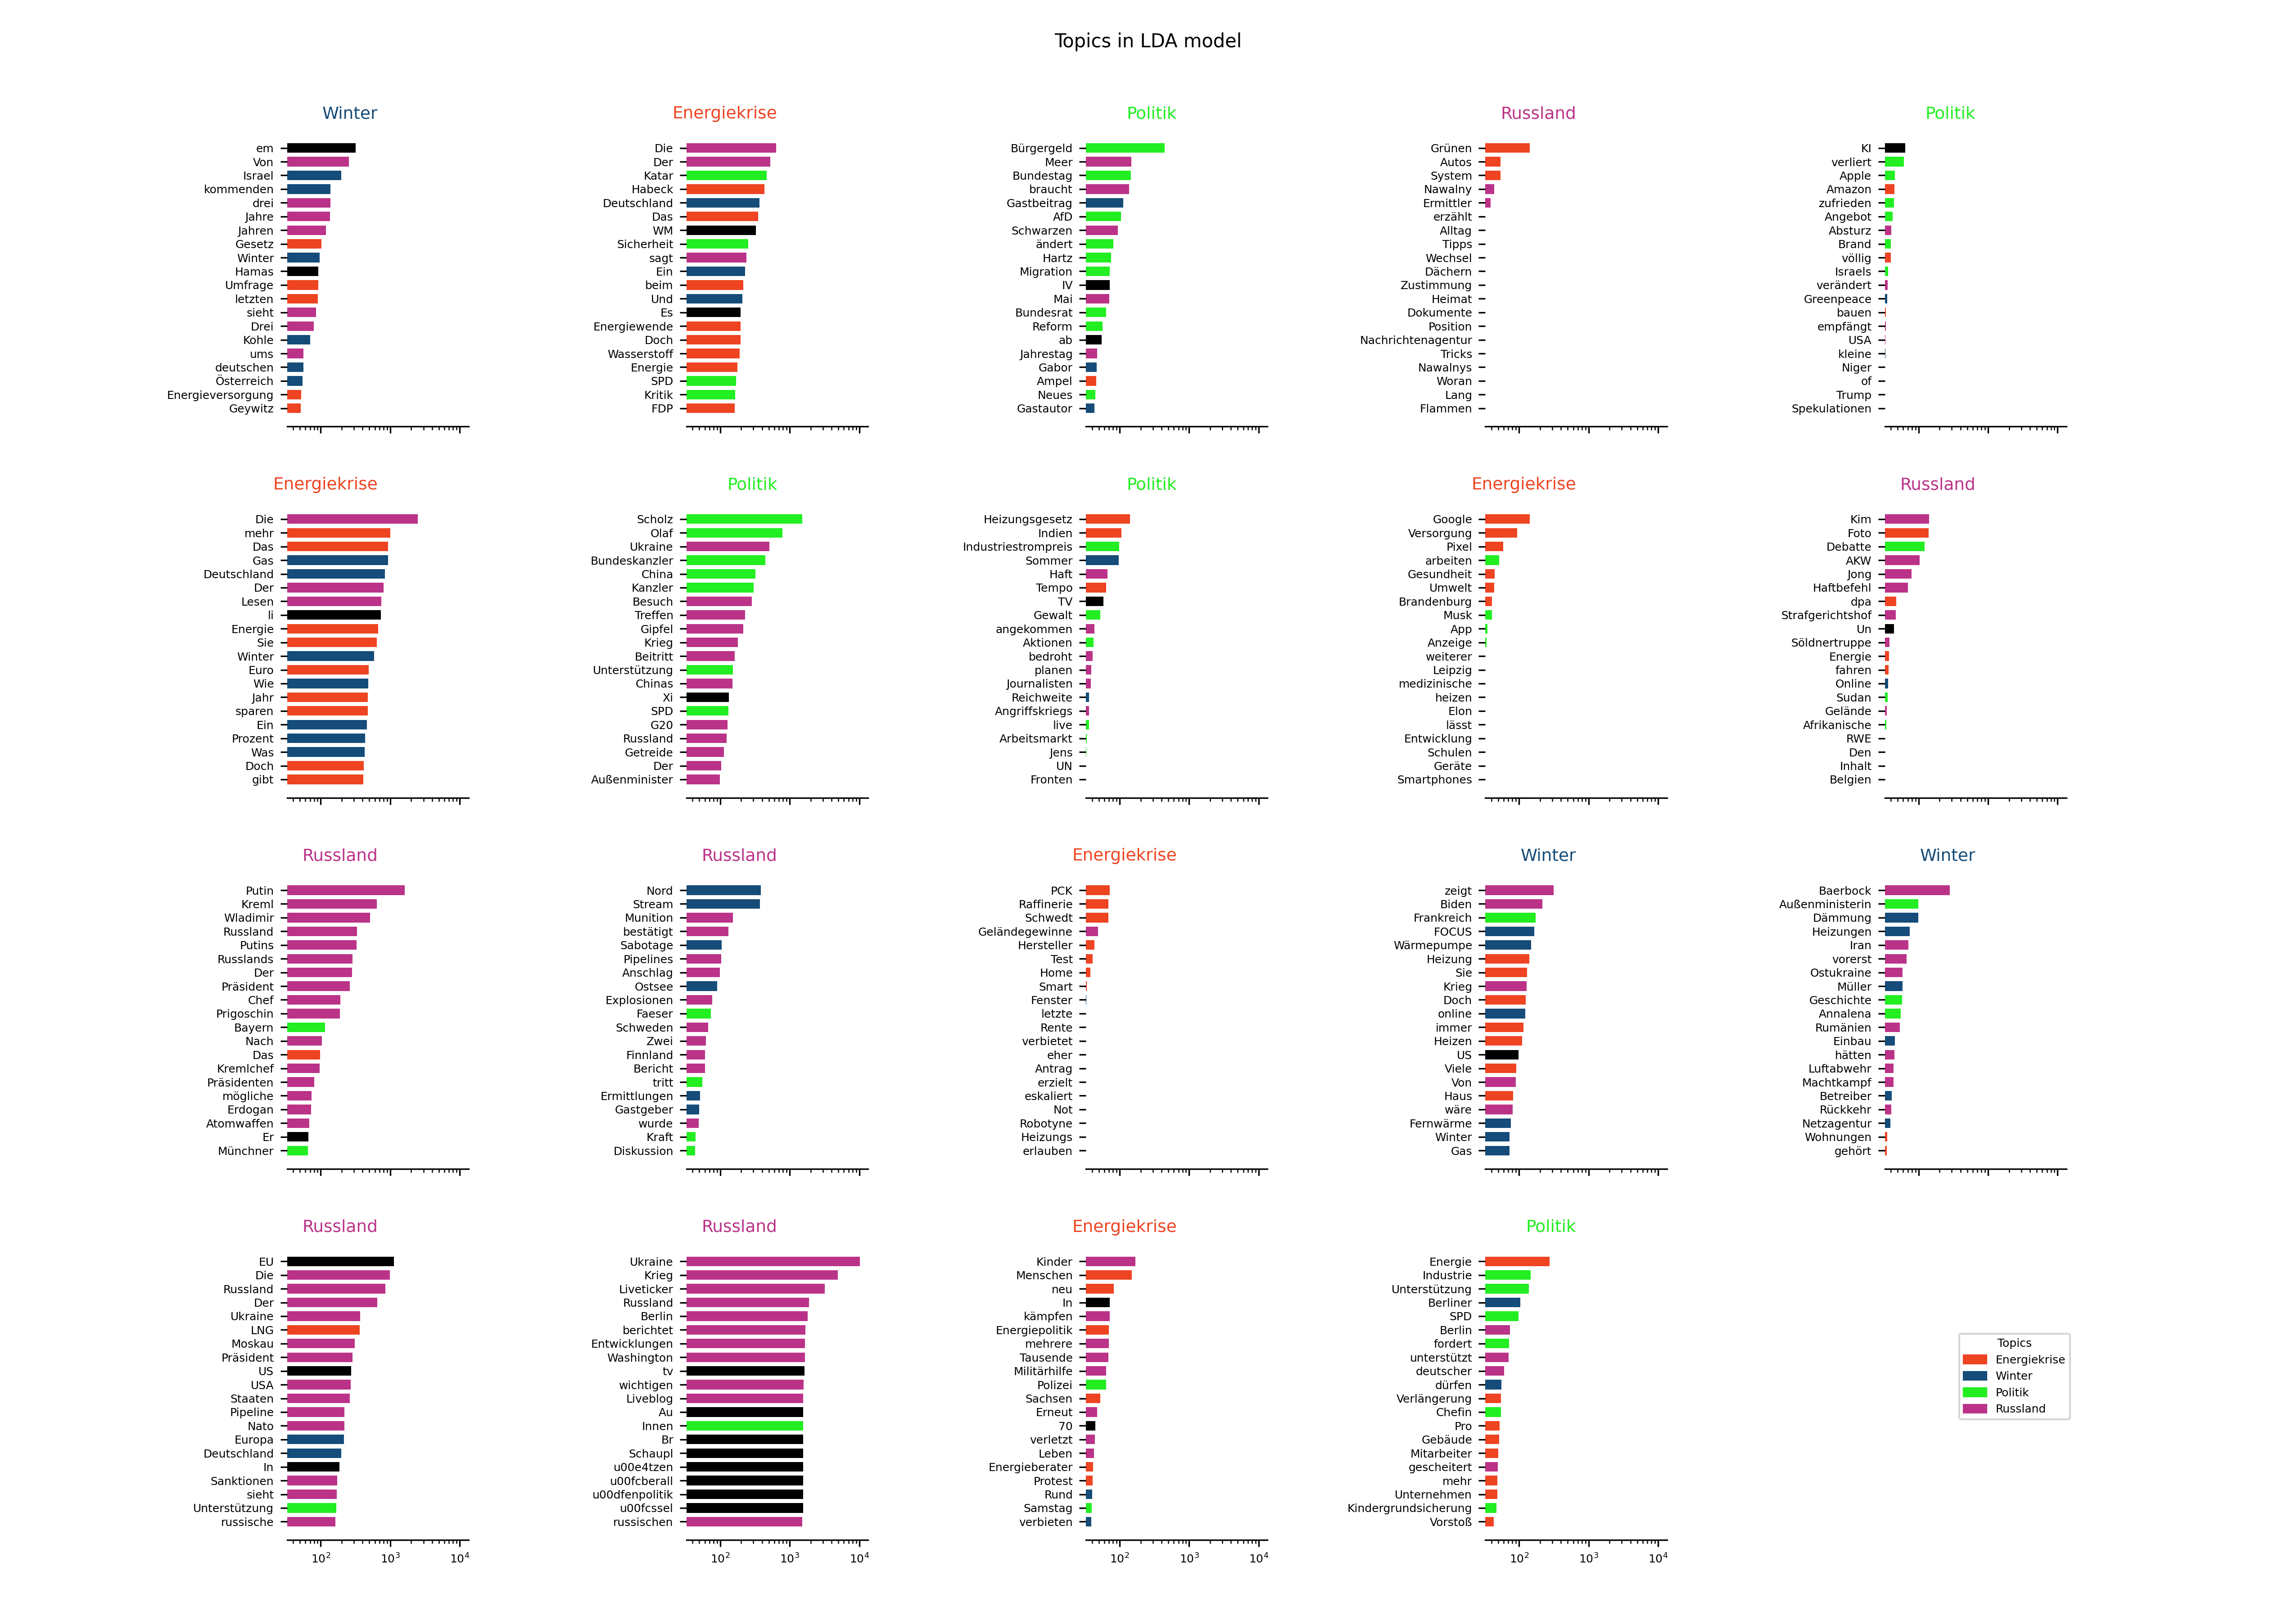 Topics in LDA model
Winter
em
Von
Israel
kommenden
drei
Jahre
Jahren
Gesetz
Winter
Hamas
Umfrage
letzten
sieht
Drei
Kohle
ums
deutschen
Österreich
Energieversorgung
Geywitz
Energiekrise
Die
Der
Katar
Habeck
Deutschland
Das
WM
Sicherheit
sagt
Ein
beim
Und
Es
Energiewende
Doch
Wasserstoff
Energie
SPD
Kritik
FDP
Politik
Bürgergeld
Meer
Bundestag
braucht
Gastbeitrag
AfD
Schwarzen
ändert
Hartz
Migration
IV
Mai
Bundesrat
Reform
ab
Jahrestag
Gabor
Ampel
Neues
Gastautor
Russland
Grünen
Autos
System
Nawalny
Ermittler
erzählt
Alltag
Tipps
Wechsel
Dächern
Zustimmung
Heimat
Dokumente
Position
Nachrichtenagentur
Tricks
Nawalnys
Woran
Lang
Flammen
Politik
KI
verliert
Apple
Amazon
zufrieden
Angebot
Absturz
Brand
völlig
Israels
verändert
Greenpeace
bauen
empfängt
USA
kleine
Niger
of
Trump
Spekulationen
Energiekrise
Die
mehr
Das
Gas
Deutschland
Der
Lesen
li
Energie
Sie
Winter
Euro
Wie
Jahr
sparen
Ein
Prozent
Was
Doch
gibt
Politik
Scholz
Olaf
Ukraine
Bundeskanzler
China
Kanzler
Besuch
Treffen
Gipfel
Krieg
Beitritt
Unterstützung
Chinas
Xi
SPD
G20
Russland
Getreide
Der
Außenminister
Politik
Heizungsgesetz
Indien
Industriestrompreis
Sommer
Haft
Tempo
TV
Gewalt
angekommen
Aktionen
bedroht
planen
Journalisten
Reichweite
Angriffskriegs
live
Arbeitsmarkt
Jens
UN
Fronten
Energiekrise
Google
Versorgung
Pixel
arbeiten
Gesundheit
Umwelt
Brandenburg
Musk
App
Anzeige
weiterer
Leipzig
medizinische
heizen
Elon
lässt
Entwicklung
Schulen
Geräte
Smartphones
Russland
Kim
Foto
Debatte
AKW
Jong
Haftbefehl
dpa
Strafgerichtshof
Un
Söldnertruppe
Energie
fahren
Online
Sudan
Gelände
Afrikanische
RWE
Den
Inhalt
Belgien
Russland
Putin
Kreml
Wladimir
Russland
Putins
Russlands
Der
Präsident
Chef
Prigoschin
Bayern
Nach
Das
Kremlchef
Präsidenten
mögliche
Erdogan
Atomwaffen
Er
Münchner
Russland
Nord
Stream
Munition
bestätigt
Sabotage
Pipelines
Anschlag
Ostsee
Explosionen
Faeser
Schweden
Zwei
Finnland
Bericht
tritt
Ermittlungen
Gastgeber
wurde
Kraft
Diskussion
Energiekrise
PCK
Raffinerie
Schwedt
Geländegewinne
Hersteller
Test
Home
Smart
Fenster
letzte
Rente
verbietet
eher
Antrag
erzielt
eskaliert
Not
Robotyne
Heizungs
erlauben
Winter
zeigt
Biden
Frankreich
FOCUS
Wärmepumpe
Heizung
Sie
Krieg
Doch
online
immer
Heizen
US
Viele
Von
Haus
wäre
Fernwärme
Winter
Gas
Winter
Baerbock
Außenministerin
Dämmung
Heizungen
Iran
vorerst
Ostukraine
Müller
Geschichte
Annalena
Rumänien
Einbau
hätten
Luftabwehr
Machtkampf
Betreiber
Rückkehr
Netzagentur
Wohnungen
gehört
Russland
EU
Die
Russland
Der
Ukraine
LNG
Moskau
Präsident
US
USA
Staaten
Pipeline
Nato
Europa
Deutschland
In
Sanktionen
sieht
Unterstützung
russische
10² 10³ 10⁴
Russland
Ukraine
Krieg
Liveticker
Russland
Berlin
berichtet
Entwicklungen
Washington
tv
wichtigen
Liveblog
Au
Innen
Br
Schaupl
u00e4tzen
u00fcberall
u00dfenpolitik
u00fcssel
russischen
10² 10³ 10⁴
Energiekrise
Kinder
Menschen
neu
In
kämpfen
Energiepolitik
mehrere
Tausende
Militärhilfe
Polizei
Sachsen
Erneut
70
verletzt
Leben
Energieberater
Protest
Rund
Samstag
verbieten
10² 10³ 10⁴
Politik
Energie
Industrie
Unterstützung
Berliner
SPD
Berlin
fordert
unterstützt
deutscher
dürfen
Verlängerung
Chefin
Pro
Gebäude
Mitarbeiter
gescheitert
mehr
Unternehmen
Kindergrundsicherung
Vorstoß
10² 10³ 10⁴
Topics
Energiekrise
Winter
Politik
Russland